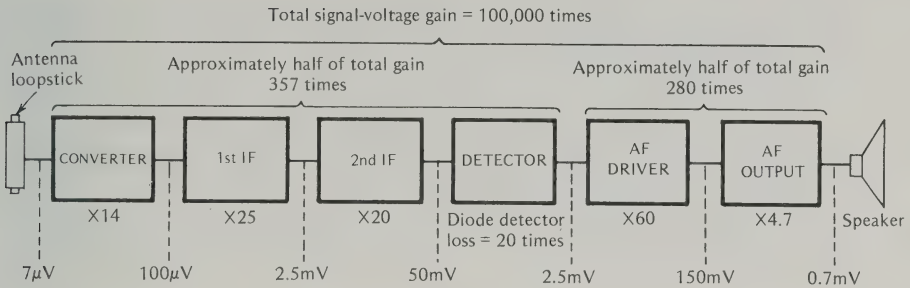 Total signal-voltage gain = 100,000 times
Antenna
loopstick
Approximately half of total gain
357 times
Approximately half of total gain
280 times
CONVERTER
1st IF
2nd IF
DETECTOR
AF
DRIVER
AF
OUTPUT
X14
X25
X20
Diode detector
loss = 20 times
X60
X4.7
Speaker
7μV
100μV
2.5mV
50mV
2.5mV
150mV
0.7mV